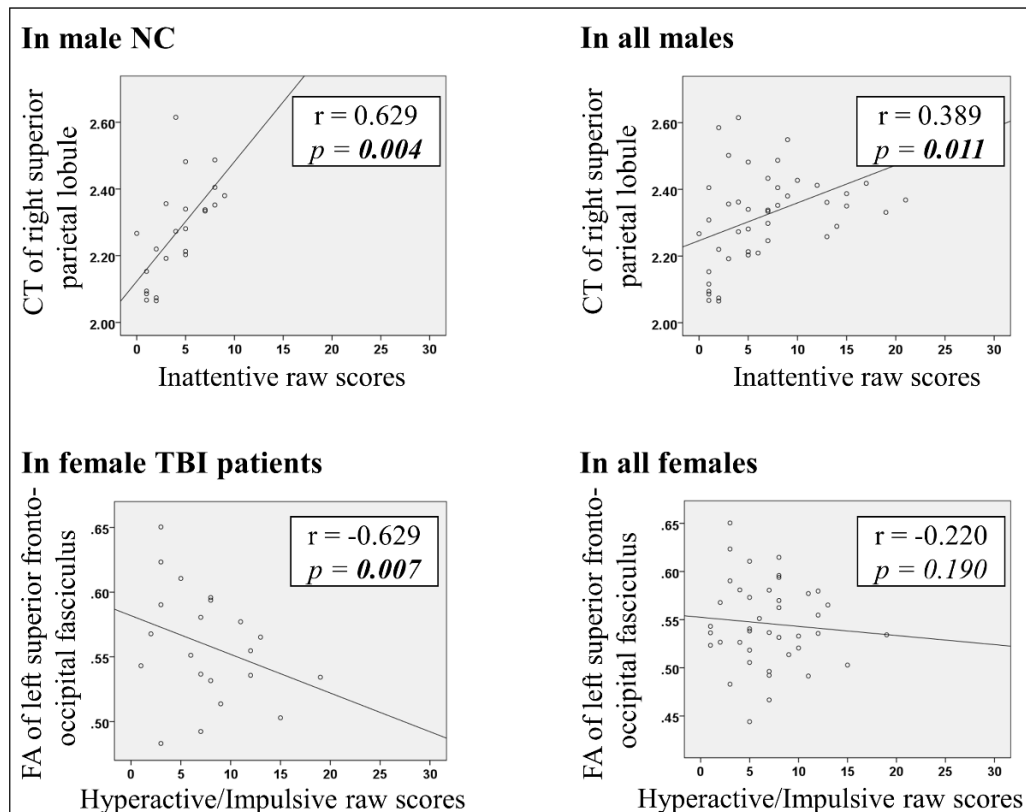 In male NC
CT of right superior
parietal lobule
2.60
2.40
2.20
2.00
r = 0.629
p = 0.004
0 5 10 15 20 25 30
Inattentive raw scores
In all males
CT of right superior
parietal lobule
2.60
2.40
2.20
2.00
r = 0.389
p = 0.011
0 5 10 15 20 25 30
Inattentive raw scores
In female TBI patients
FA of left superior fronto-
occipital fasciculus
.65
.60
.55
.50
r = -0.629
p = 0.007
0 5 10 15 20 25 30
Hyperactive/Impulsive raw scores
In all females
FA of left superior fronto-
occipital fasciculus
.65
.60
.55
.50
.45
r = -0.220
p = 0.190
0 5 10 15 20 25 30
Hyperactive/Impulsive raw scores